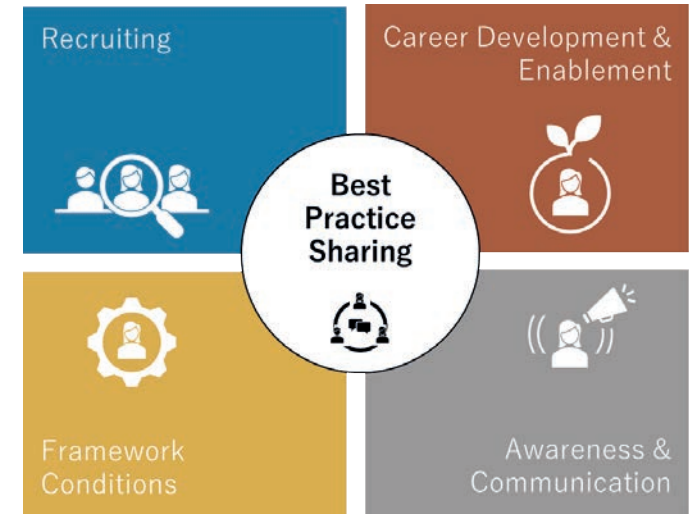 Recruiting
Career Development &
Enablement
Best
Practice
Sharing
Framework
Conditions
Awareness &
Communication